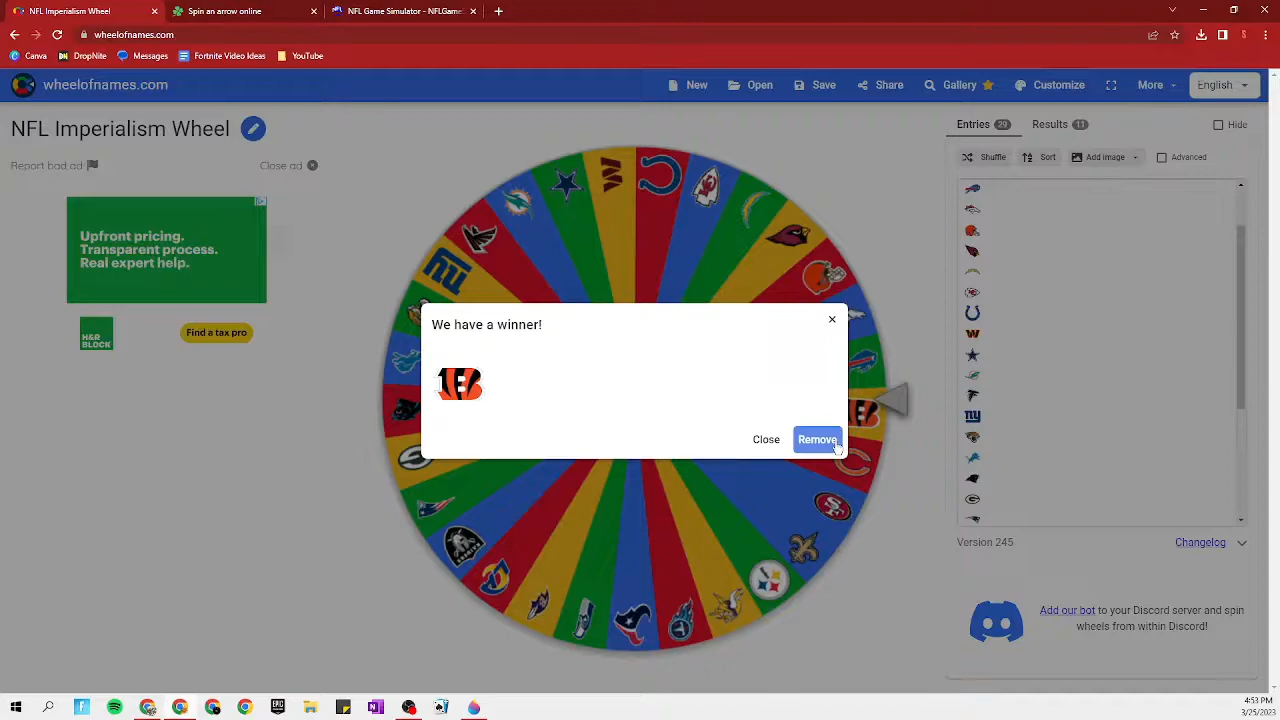 NFL Imperialism Wheel
Spin an arrow online
NFL Game Simulator - NFLGame
wheelofnames.com
Canva
DropNite
Messages
Fortnite Videos Ideas
YouTube
wheelofnames.com
New
Open
Save
Share
Gallery
Customize
More
English
NFL Imperialism Wheel
Report bad ad
Close ad
Upfront pricing.
Transparent process.
Real expert help.
H&R
BLOCK
Find a tax pro
We have a winner!
Close
Remove
Entries 29
Results 11
Hide
Shuffle
Sort
Add image
Advanced
Version 245
Changelog
Add our bot to your Discord server and spin
wheels from within Discord!
4:53 PM
3/25/2023